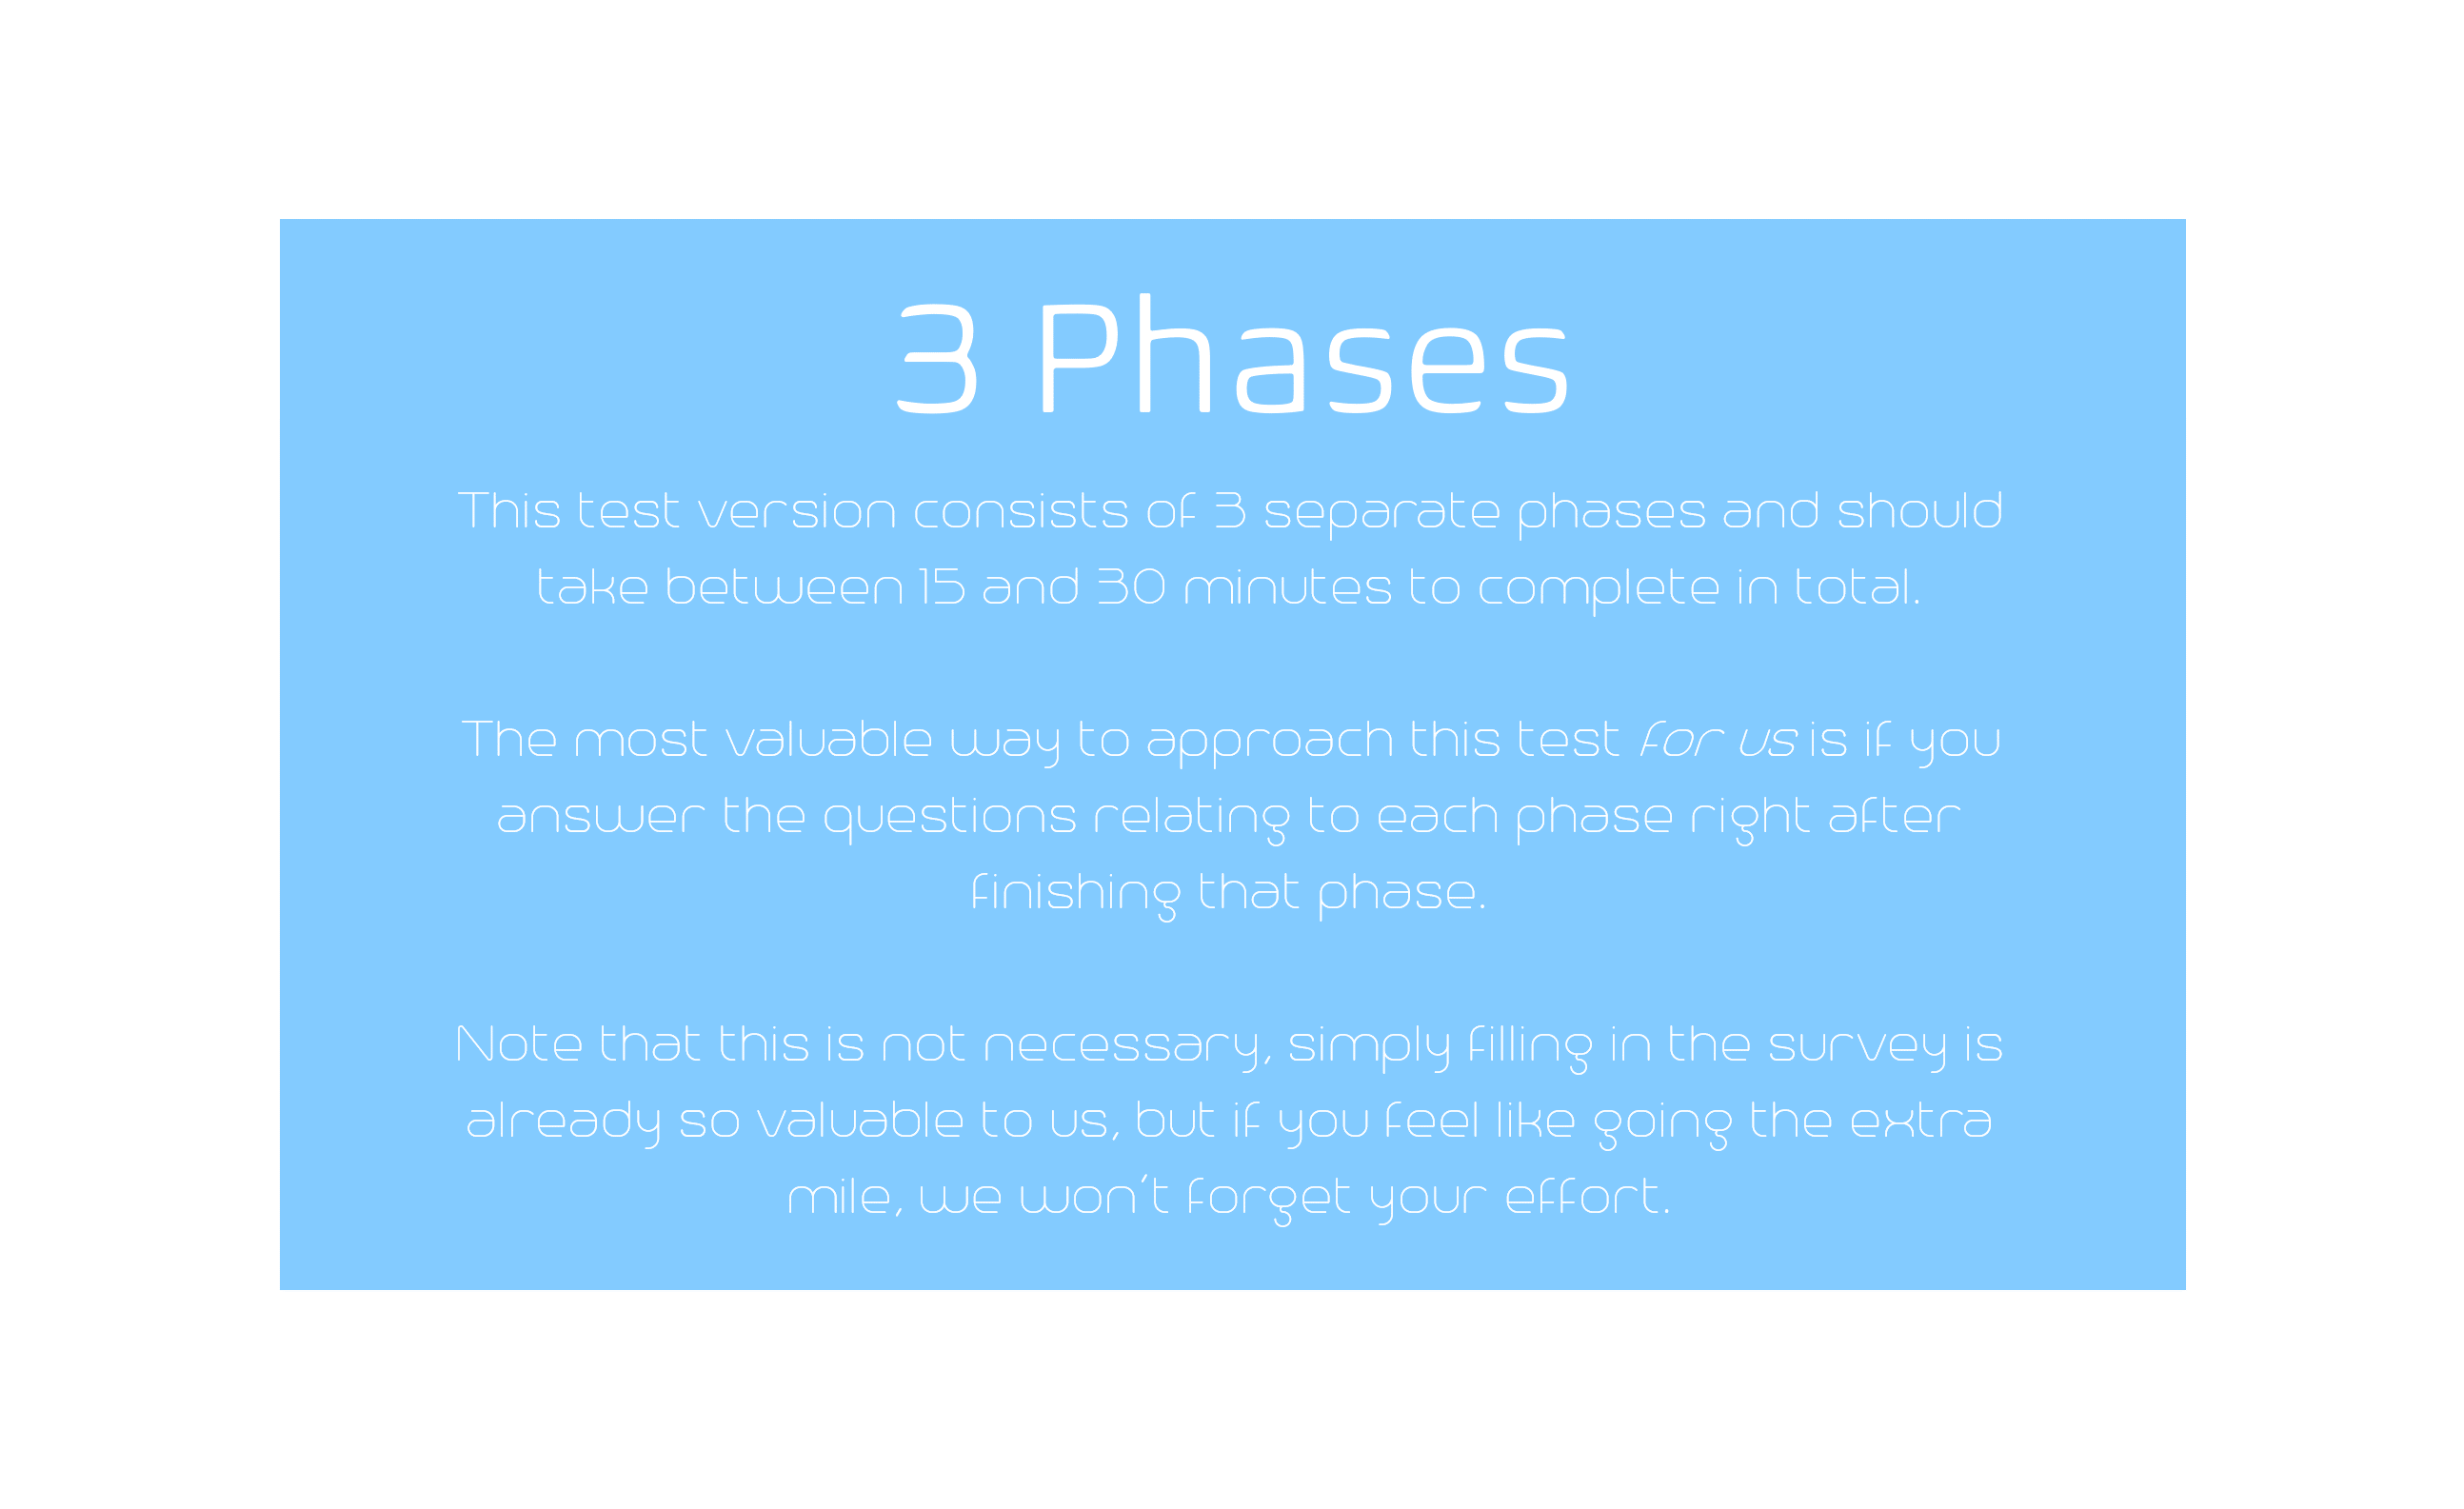 3 Phases
This test version consists of 3 seperate phases and should
take between 15 and 30 minutes to complete in total.
The most valuable way to approach this test for us is if you
answer the questions relating to each phase right after
finishing that phase.
Note that this is not necessary, simply filling in the survey is
already so valuable to us, but if you feel like going the extra
mile, we won't forget your effort.